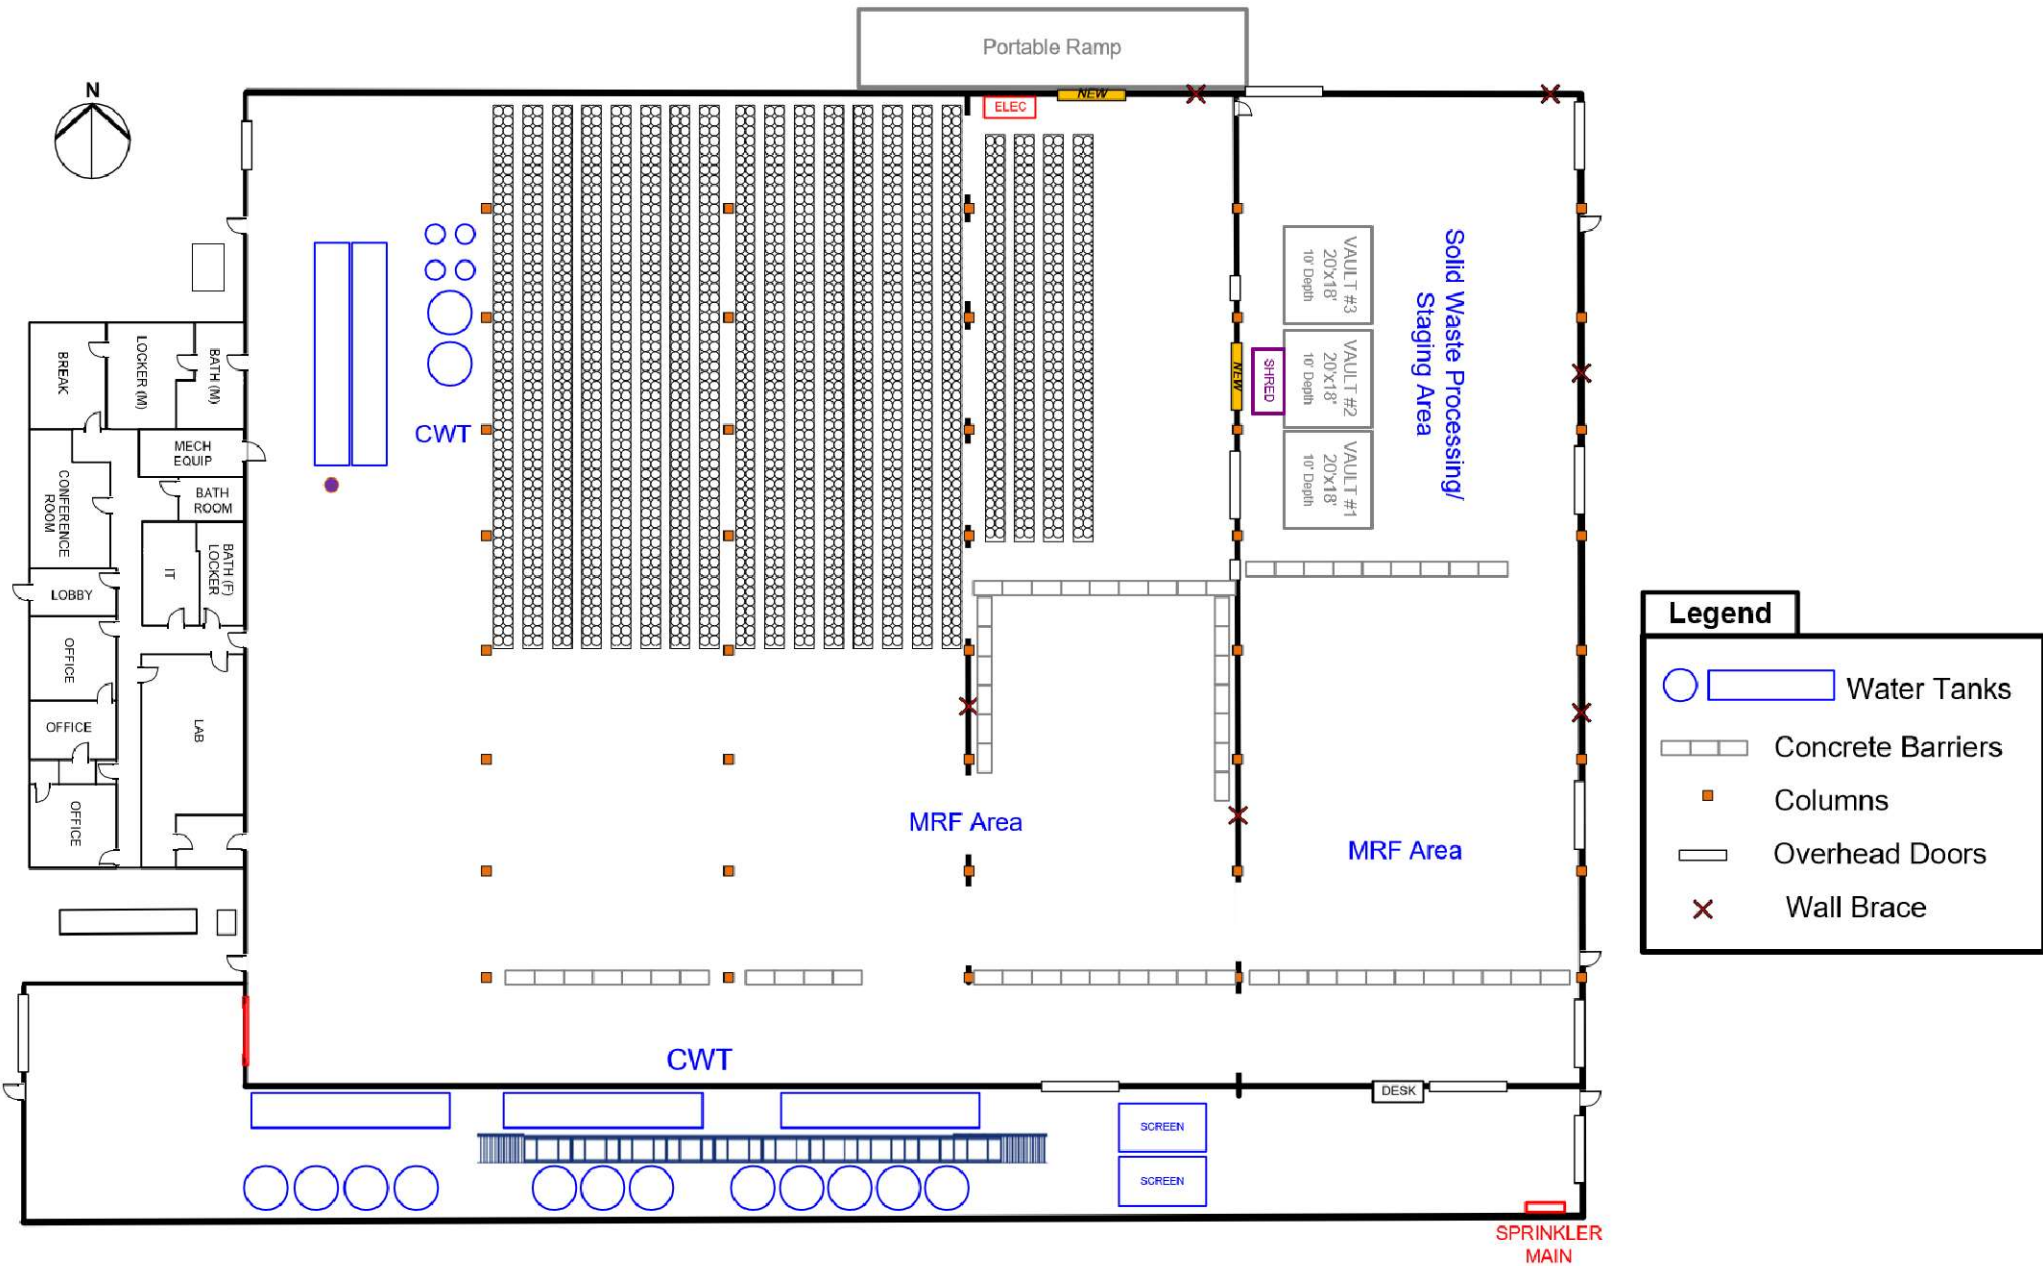 Portable Ramp
N
NEW
ELEC
VAULT #3
20'x18'
10' Depth
Solid Waste Processing/
Staging Area
BREAK
LOCKER (M)
BATH (M)
NEW
SHRED
VAULT #2
20'x18'
10' Depth
CWT
MECH
EQUIP
VAULT #1
20'x18'
10' Depth
CONFERENCE
ROOM
BATH
ROOM
IT
BATH (F)
LOCKER
LOBBY
OFFICE
OFFICE
LAB
OFFICE
MRF Area
MRF Area
Legend
Water Tanks
Concrete Barriers
Columns
Overhead Doors
Wall Brace
CWT
DESK
SCREEN
SCREEN
SPRINKLER
MAIN